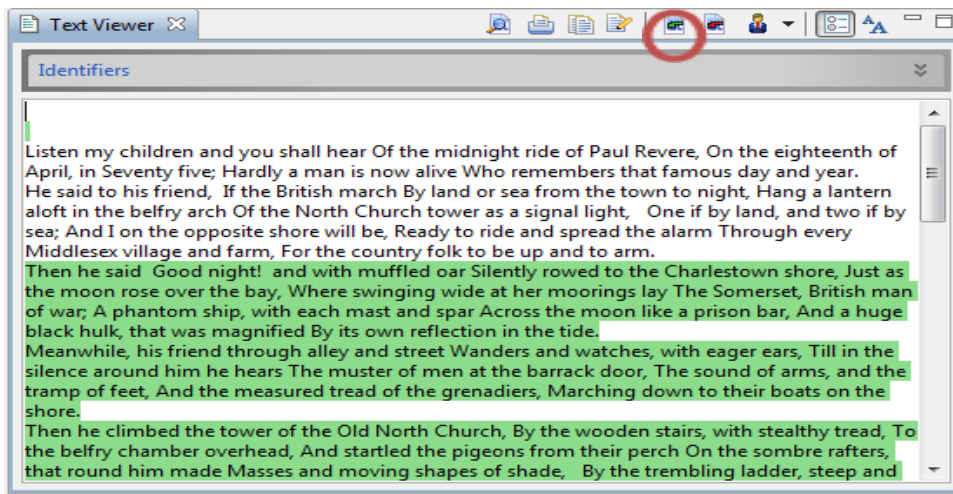 Text Viewer
Identifiers
Listen my children and you shall hear Of the midnight ride of Paul Revere, On the eighteenth of
April, in Seventy five; Hardly a man is now alive Who remembers that famous day and year.
He said to his friend,  If the British march By land or sea from the town to night, Hang a lantern
aloft in the belfry arch Of the North Church tower as a signal light,   One if by land, and two if by
sea; And I on the opposite shore will be, Ready to ride and spread the alarm Through every
Middlesex village and farm, For the country folk to be up and to arm.
Then he said  Good night!  and with muffled oar Silently rowed to the Charlestown shore, Just as
the moon rose over the bay, Where swinging wide at her moorings lay The Somerset, British man
of war; A phantom ship, with each mast and spar Across the moon like a prison bar, And a huge
black hulk, that was magnified By its own reflection in the tide.
Meanwhile, his friend through alley and street Wanders and watches, with eager ears, Till in the
silence around him he hears The muster of men at the barrack door, The sound of arms, and the
tramp of feet, And the measured tread of the grenadiers, Marching down to their boats on the
shore.
Then he climbed the tower of the Old North Church, By the wooden stairs, with stealthy tread, To
the belfry chamber overhead, And startled the pigeons from their perch On the sombre rafters,
that round him made Masses and moving shapes of shade,   By the trembling ladder, steep and